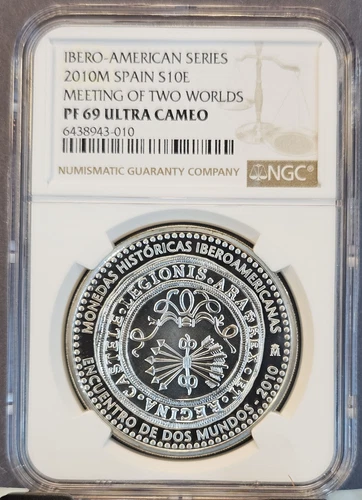 IBERO-AMERICAN SERIES
2010M SPAIN S10E
MEETING OF TWO WORLDS
PF 69 ULTRA CAMEO
6438943-010
NUMISMATIC GUARANTY COMPANY
NGC
MONEDAS HISTÓRICAS IBEROAMERICANAS
ENCUENTRO DE DOS MUNDOS, 2010
REGINA
LEGIONIS